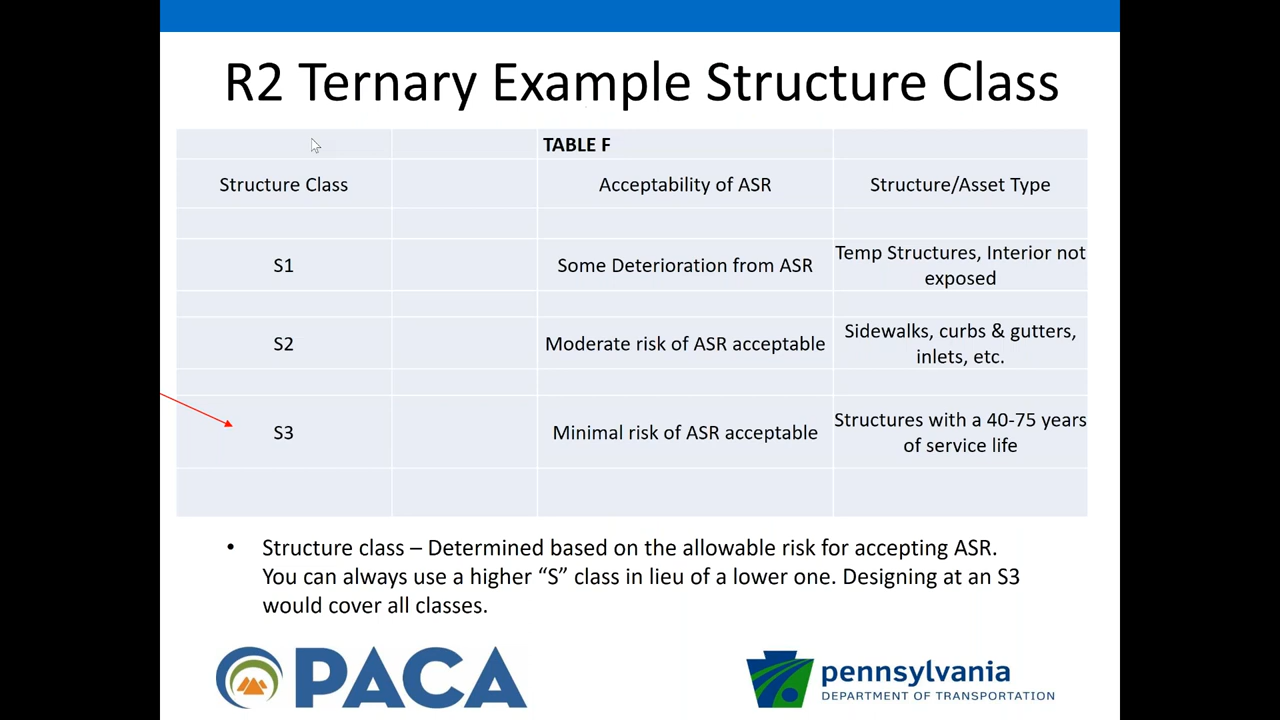 R2 Ternary Example Structure Class
TABLE F
Structure Class Acceptability of ASR Structure/Asset Type
S1 Some Deterioration from ASR Temp Structures, Interior not
exposed
S2 Moderate risk of ASR acceptable Sidewalks, curbs & gutters,
inlets, etc.
S3 Minimal risk of ASR acceptable Structures with a 40-75 years
of service life
• Structure class – Determined based on the allowable risk for accepting ASR.
You can always use a higher “S” class in lieu of a lower one. Designing at an S3
would cover all classes.
PACA
pennsylvania
DEPARTMENT OF TRANSPORTATION